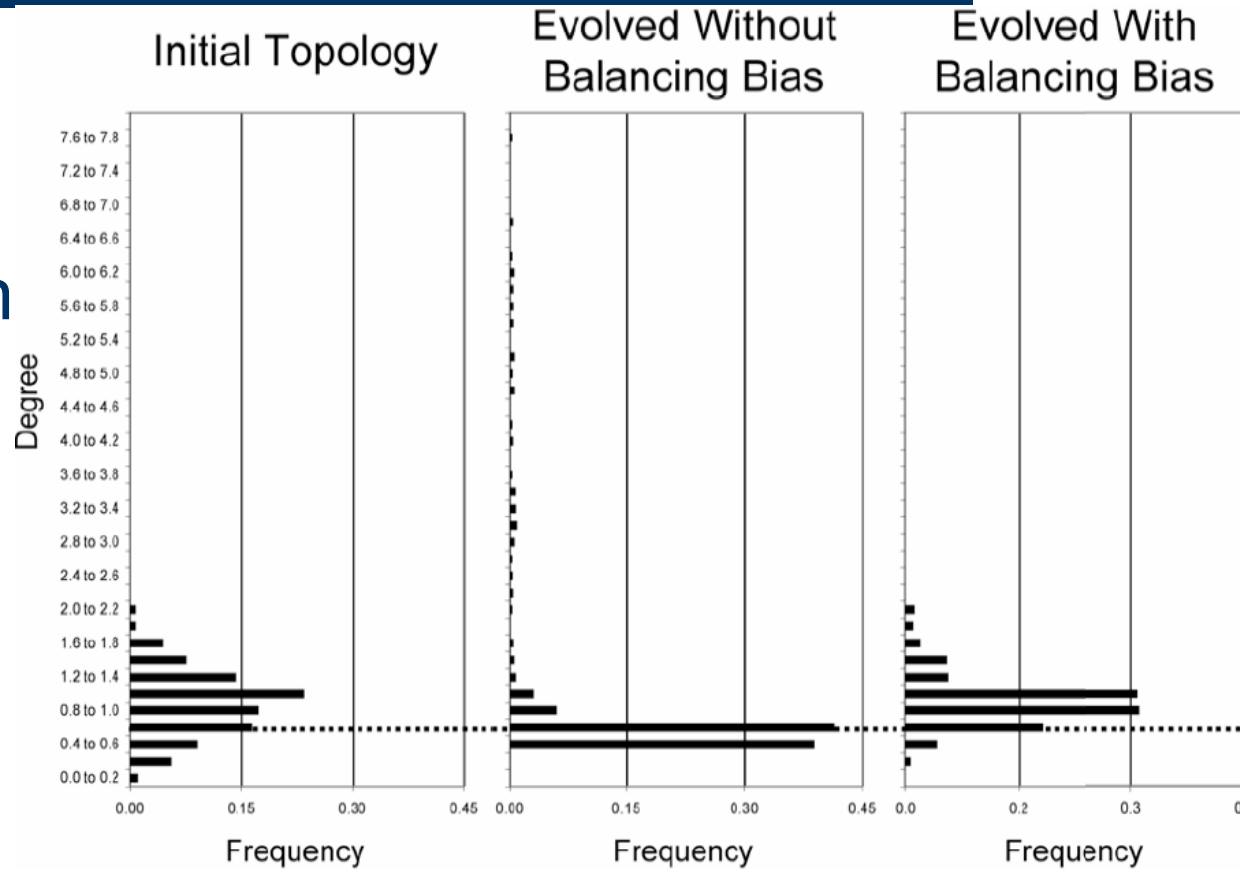 Initial Topology
Evolved Without
Balancing Bias
Evolved With
Balancing Bias
n
Degree
7.6 to 7.8
7.2 to 7.4
6.8 to 7.0
6.4 to 6.6
6.0 to 6.2
5.6 to 5.8
5.2 to 5.4
4.8 to 5.0
4.4 to 4.6
4.0 to 4.2
3.6 to 3.8
3.2 to 3.4
2.8 to 3.0
2.4 to 2.6
2.0 to 2.2
1.6 to 1.8
1.2 to 1.4
0.8 to 1.0
0.4 to 0.6
0.0 to 0.2
0.00 0.15 0.30 0.45
0.00 0.15 0.30 0.45
0.0 0.2 0.3
Frequency
Frequency
Frequency